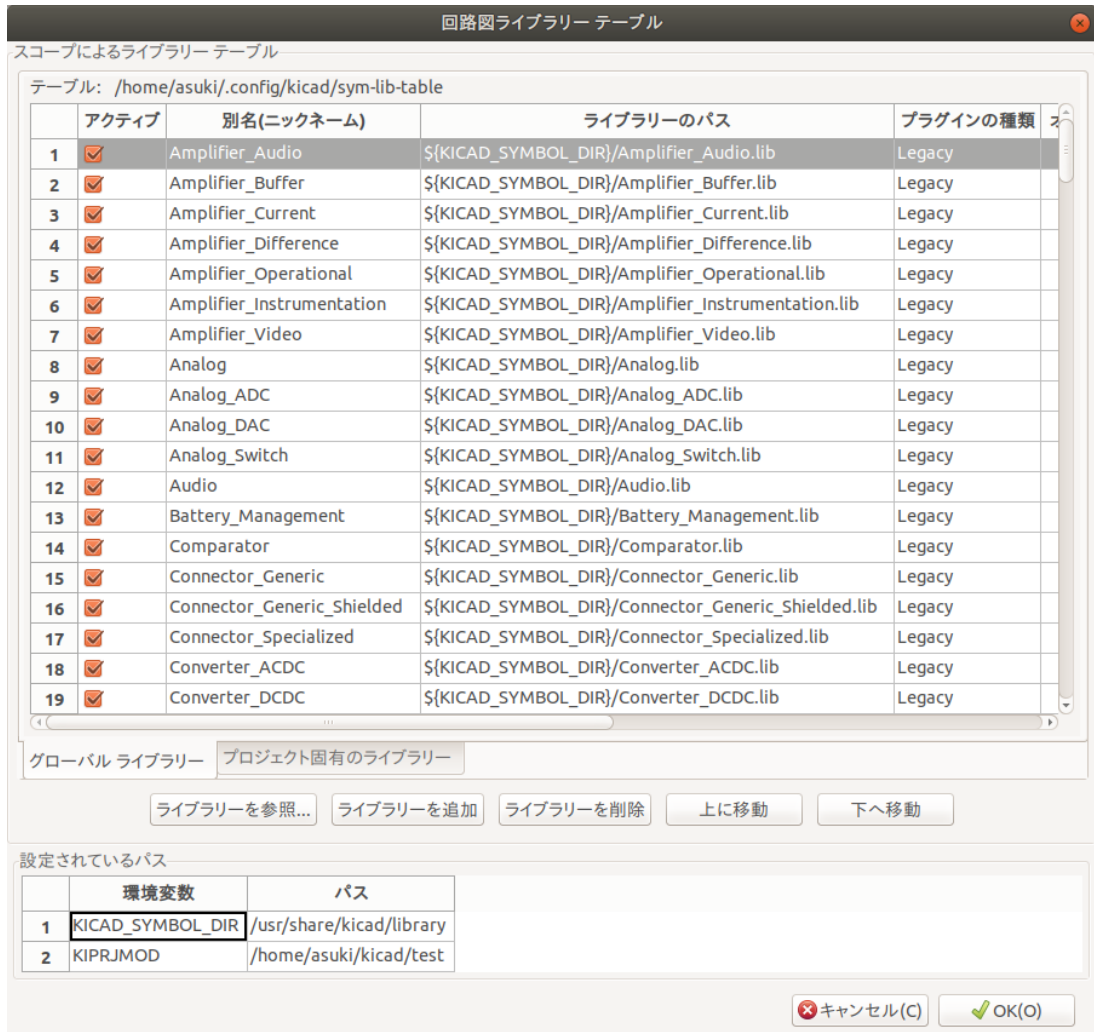 回路図ライブラリー テーブル
スコープによるライブラリー テーブル
テーブル: /home/asuki/.config/kicad/sym-lib-table
アクティブ 別名(ニックネーム) ライブラリーのパス プラグインの種類 オ
1 Amplifier_Audio ${KICAD_SYMBOL_DIR}/Amplifier_Audio.lib Legacy
2 Amplifier_Buffer ${KICAD_SYMBOL_DIR}/Amplifier_Buffer.lib Legacy
3 Amplifier_Current ${KICAD_SYMBOL_DIR}/Amplifier_Current.lib Legacy
4 Amplifier_Difference ${KICAD_SYMBOL_DIR}/Amplifier_Difference.lib Legacy
5 Amplifier_Operational ${KICAD_SYMBOL_DIR}/Amplifier_Operational.lib Legacy
6 Amplifier_Instrumentation ${KICAD_SYMBOL_DIR}/Amplifier_Instrumentation.lib Legacy
7 Amplifier_Video ${KICAD_SYMBOL_DIR}/Amplifier_Video.lib Legacy
8 Analog ${KICAD_SYMBOL_DIR}/Analog.lib Legacy
9 Analog_ADC ${KICAD_SYMBOL_DIR}/Analog_ADC.lib Legacy
10 Analog_DAC ${KICAD_SYMBOL_DIR}/Analog_DAC.lib Legacy
11 Analog_Switch ${KICAD_SYMBOL_DIR}/Analog_Switch.lib Legacy
12 Audio ${KICAD_SYMBOL_DIR}/Audio.lib Legacy
13 Battery_Management ${KICAD_SYMBOL_DIR}/Battery_Management.lib Legacy
14 Comparator ${KICAD_SYMBOL_DIR}/Comparator.lib Legacy
15 Connector_Generic ${KICAD_SYMBOL_DIR}/Connector_Generic.lib Legacy
16 Connector_Generic_Shielded ${KICAD_SYMBOL_DIR}/Connector_Generic_Shielded.lib Legacy
17 Connector_Specialized ${KICAD_SYMBOL_DIR}/Connector_Specialized.lib Legacy
18 Converter_ACDC ${KICAD_SYMBOL_DIR}/Converter_ACDC.lib Legacy
19 Converter_DCDC ${KICAD_SYMBOL_DIR}/Converter_DCDC.lib Legacy
グローバル ライブラリー プロジェクト固有のライブラリー
ライブラリーを参照... ライブラリーを追加 ライブラリーを削除 上に移動 下へ移動
設定されているパス
環境変数 パス
1 KICAD_SYMBOL_DIR /usr/share/kicad/library
2 KIPRJMOD /home/asuki/kicad/test
キャンセル(C) OK(O)